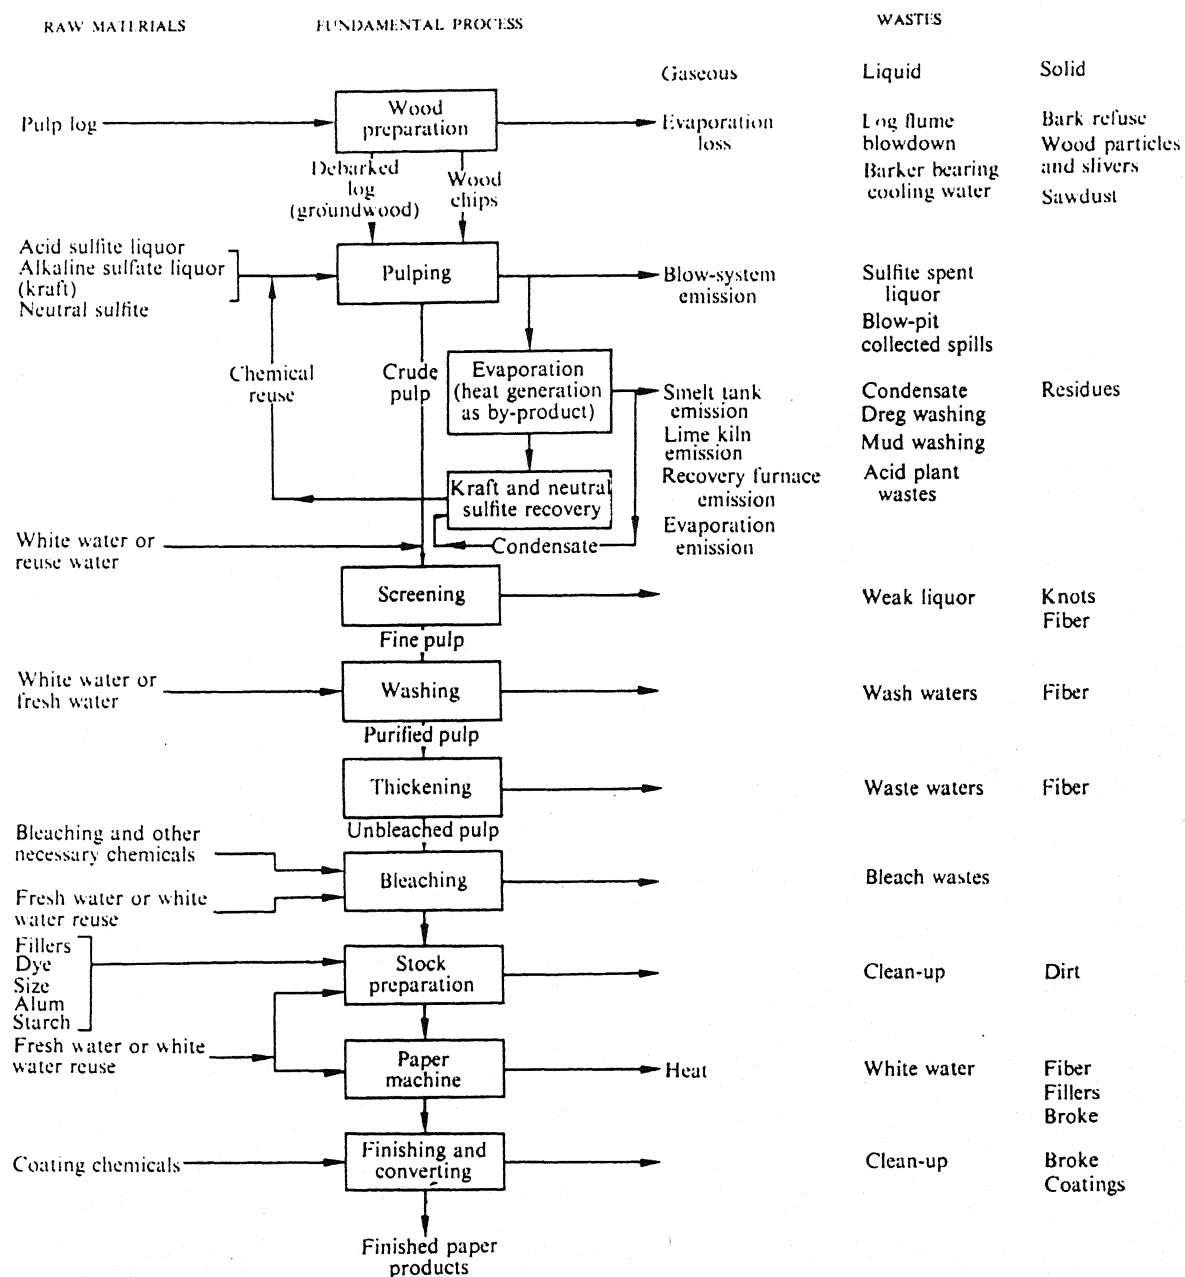 RAW MATERIALS
FUNDAMENTAL PROCESS
WASTES
Gaseous
Liquid
Solid
Pulp log
Wood
preparation
Evaporation
loss
Log flume
blowdown
Barker bearing
cooling water
Bark refuse
Wood particles
and slivers
Sawdust
Debarked
log
(groundwood)
Wood
chips
Acid sulfite liquor
Alkaline sulfate liquor
(kraft)
Neutral sulfite
Pulping
Blow-system
emission
Sulfite spent
liquor
Blow-pit
collected spills
Chemical
reuse
Crude
pulp
Evaporation
(heat generation
as by-product)
Smelt tank
emission
Lime kiln
emission
Recovery furnace
emission
Evaporation
emission
Condensate
Dreg washing
Mud washing
Acid plant
wastes
Residues
Kraft and neutral
sulfite recovery
Condensate
White water or
reuse water
Screening
Weak liquor
Knots
Fiber
Fine pulp
White water or
fresh water
Washing
Wash waters
Fiber
Purified pulp
Thickening
Waste waters
Fiber
Unbleached pulp
Bleaching and other
necessary chemicals
Fresh water or white
water reuse
Bleaching
Bleach wastes
Fillers
Dye
Size
Alum
Starch
Stock
preparation
Clean-up
Dirt
Fresh water or white
water reuse
Paper
machine
Heat
White water
Fiber
Fillers
Broke
Coating chemicals
Finishing and
converting
Clean-up
Broke
Coatings
Finished paper
products